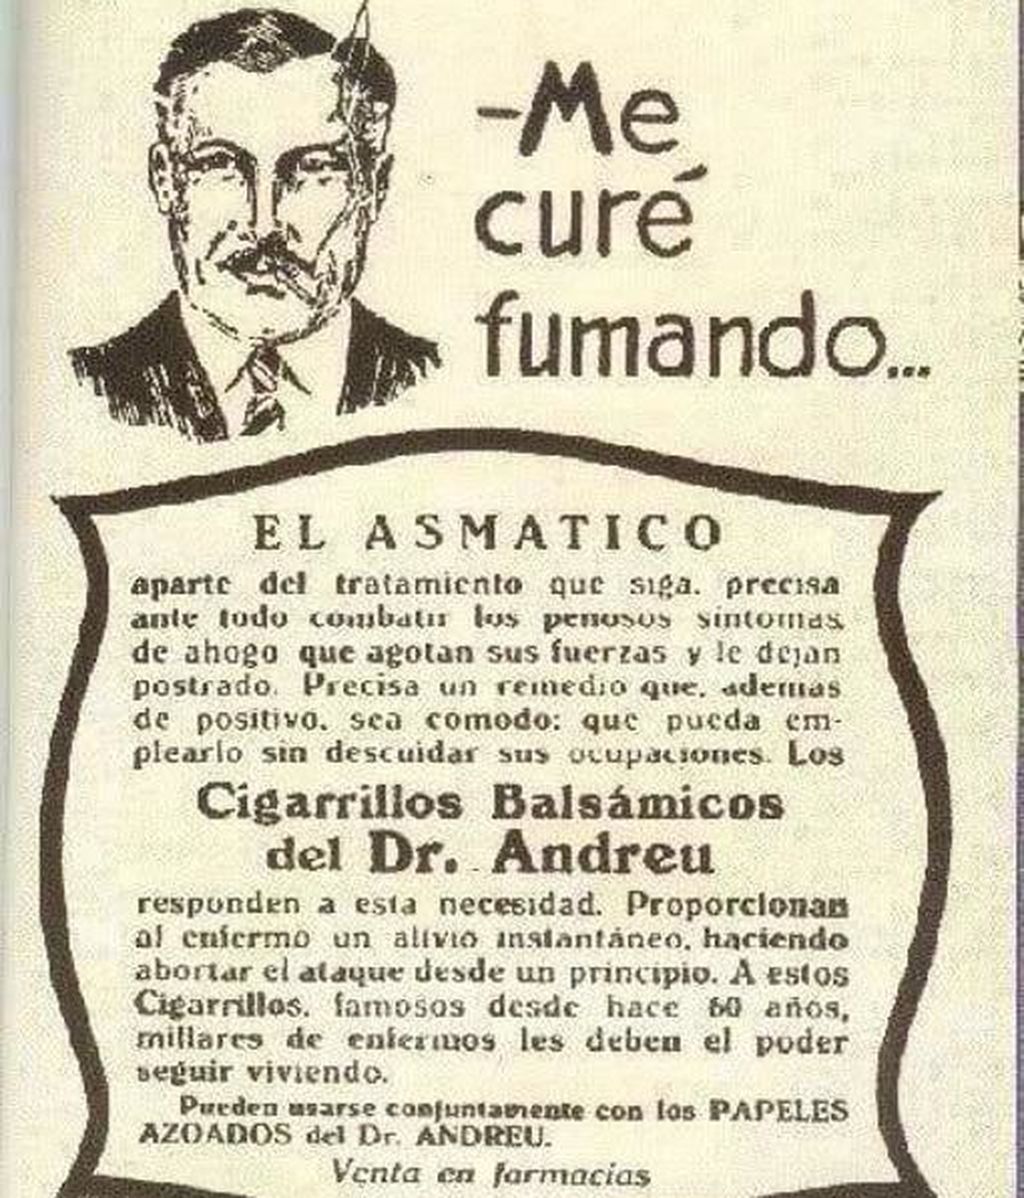 -Me
curé
fumando...
EL ASMATICO
aparte del tratamiento que siga, precisa
ante todo combatir los penosos sintomas
de ahogo que agotan sus fuerzas y le dejan
postrado. Precisa un remedio que, ademas
de positivo, sea comodo; que pueda em-
plearlo sin descuidar sus ocupaciones. Los
Cigarrillos Balsámicos
del Dr. Andreu
responden a esta necesidad. Proporcionan
al enfermo un alivio instantáneo, haciendo
abortar el ataque desde un principio. A estos
Cigarrillos, famosos desde hace 60 años,
millares de enfermos les deben el poder
seguir viviendo.
Pueden usarse conjuntamente con los PAPELES
AZOADOS del Dr. ANDREU.
Venta en farmacias